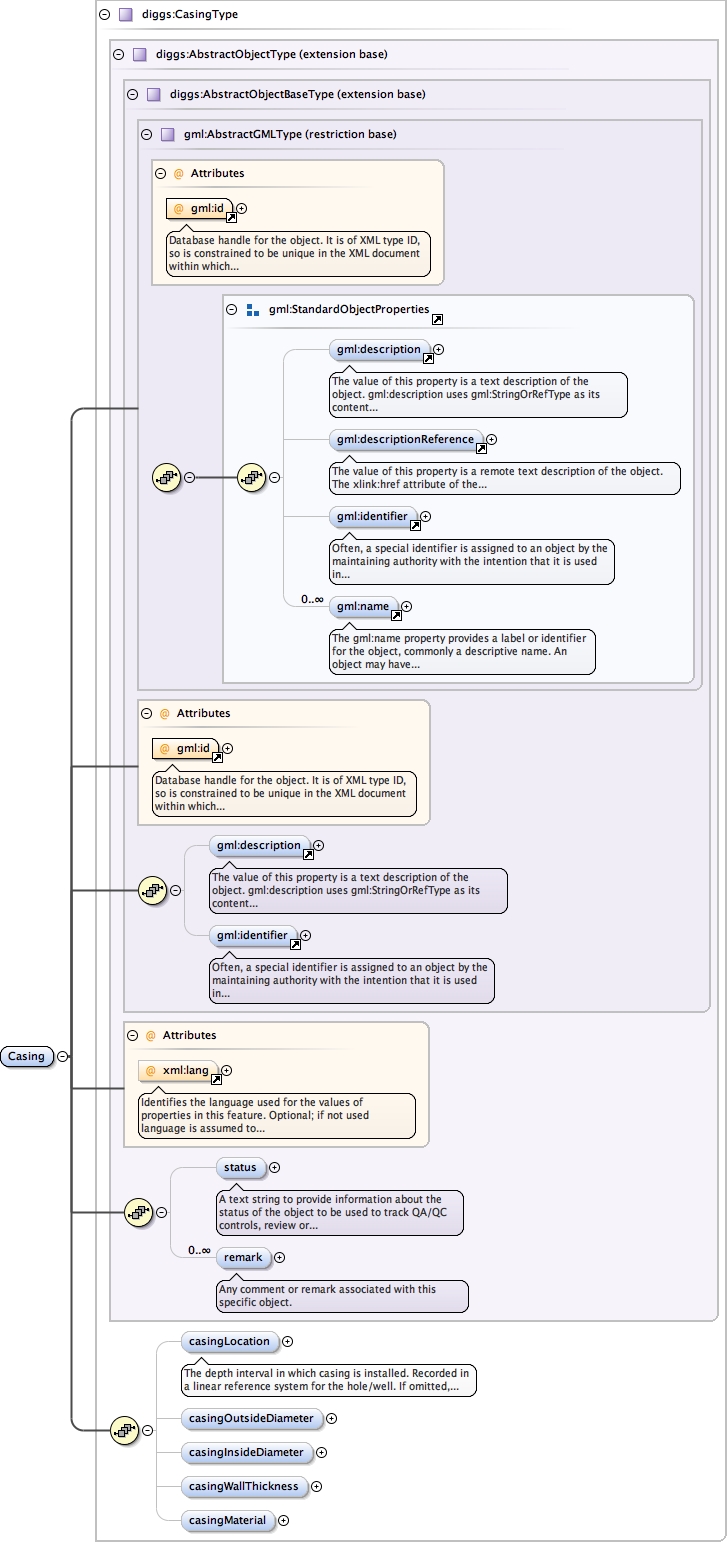 diggs:CasingType
diggs:AbstractObjectType (extension base)
diggs:AbstractObjectBaseType (extension base)
gml:AbstractGMLType (restriction base)
@ Attributes
@ gml:id
Database handle for the object. It is of XML type ID,
so is constrained to be unique in the XML document
within which...
gml:StandardObjectProperties
gml:description
The value of this property is a text description of the
object. gml:description uses gml:StringOrRefType as its
content...
gml:descriptionReference
The value of this property is a remote text description of the object.
The xlink:href attribute of the...
gml:identifier
Often, a special identifier is assigned to an object by the
maintaining authority with the intention that it is used
in...
0..∞
gml:name
The gml:name property provides a label or identifier
for the object, commonly a descriptive name. An
object may have...
@ Attributes
@ gml:id
Database handle for the object. It is of XML type ID,
so is constrained to be unique in the XML document
within which...
gml:description
The value of this property is a text description of the
object. gml:description uses gml:StringOrRefType as its
content...
gml:identifier
Often, a special identifier is assigned to an object by the
maintaining authority with the intention that it is used
in...
@ Attributes
Casing
@ xml:lang
Identifies the language used for the values of
properties in this feature. Optional; if not used
language is assumed to...
status
A text string to provide information about the
status of the object to be used to track QA/QC
controls, review or...
0..∞
remark
Any comment or remark associated with this
specific object.
casingLocation
The depth interval in which casing is installed. Recorded in
a linear reference system for the hole/well. If omitted,...
casingOutsideDiameter
casingInsideDiameter
casingWallThickness
casingMaterial